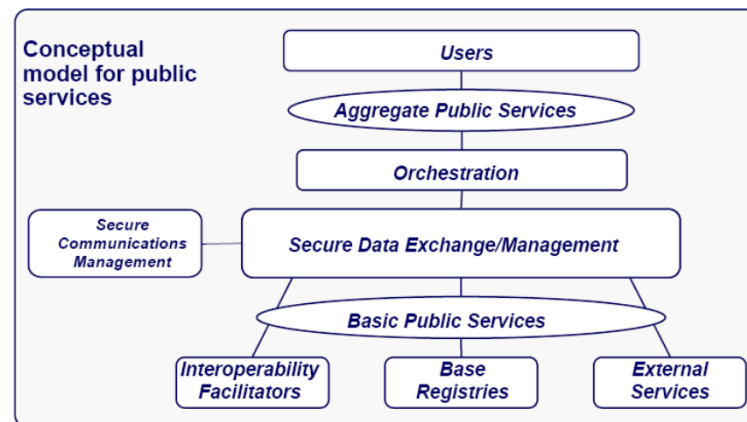 Conceptual
model for public
services
Users
Aggregate Public Services
Orchestration
Secure
Communications
Management
Secure Data Exchange/Management
Basic Public Services
Interoperability
Facilitators
Base
Registries
External
Services